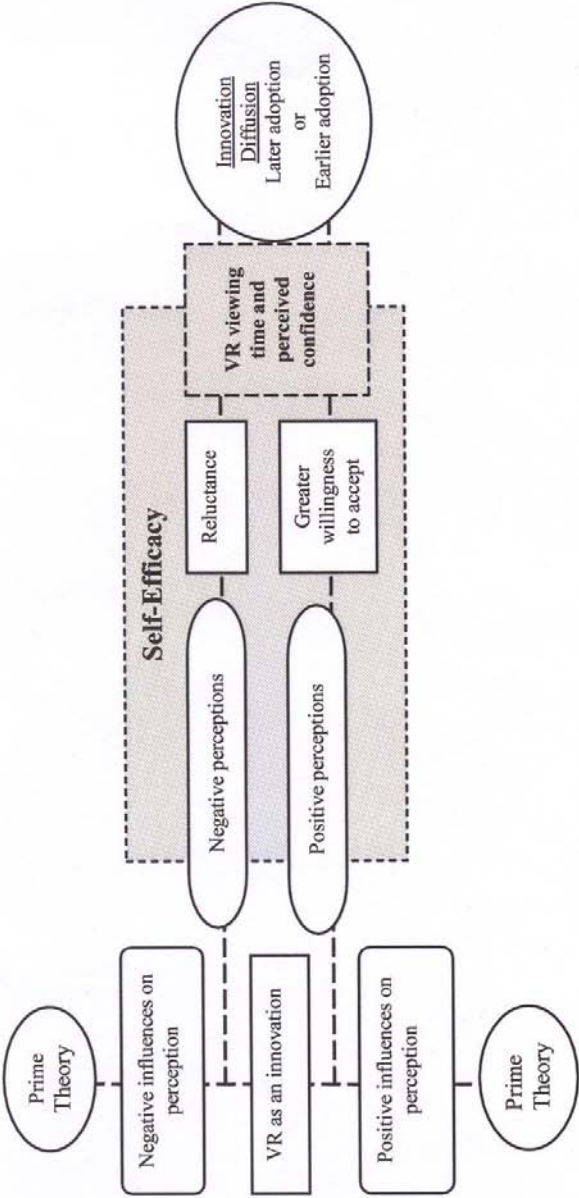 Prime
Theory
Negative influences on
perception
VR as an innovation
Positive influences on
perception
Prime
Theory
Self-Efficacy
Negative perceptions
Positive perceptions
Reluctance
Greater
willingness
to accept
VR viewing
time and
perceived
confidence
Innovation
Diffusion
Later adoption
or
Earlier adoption